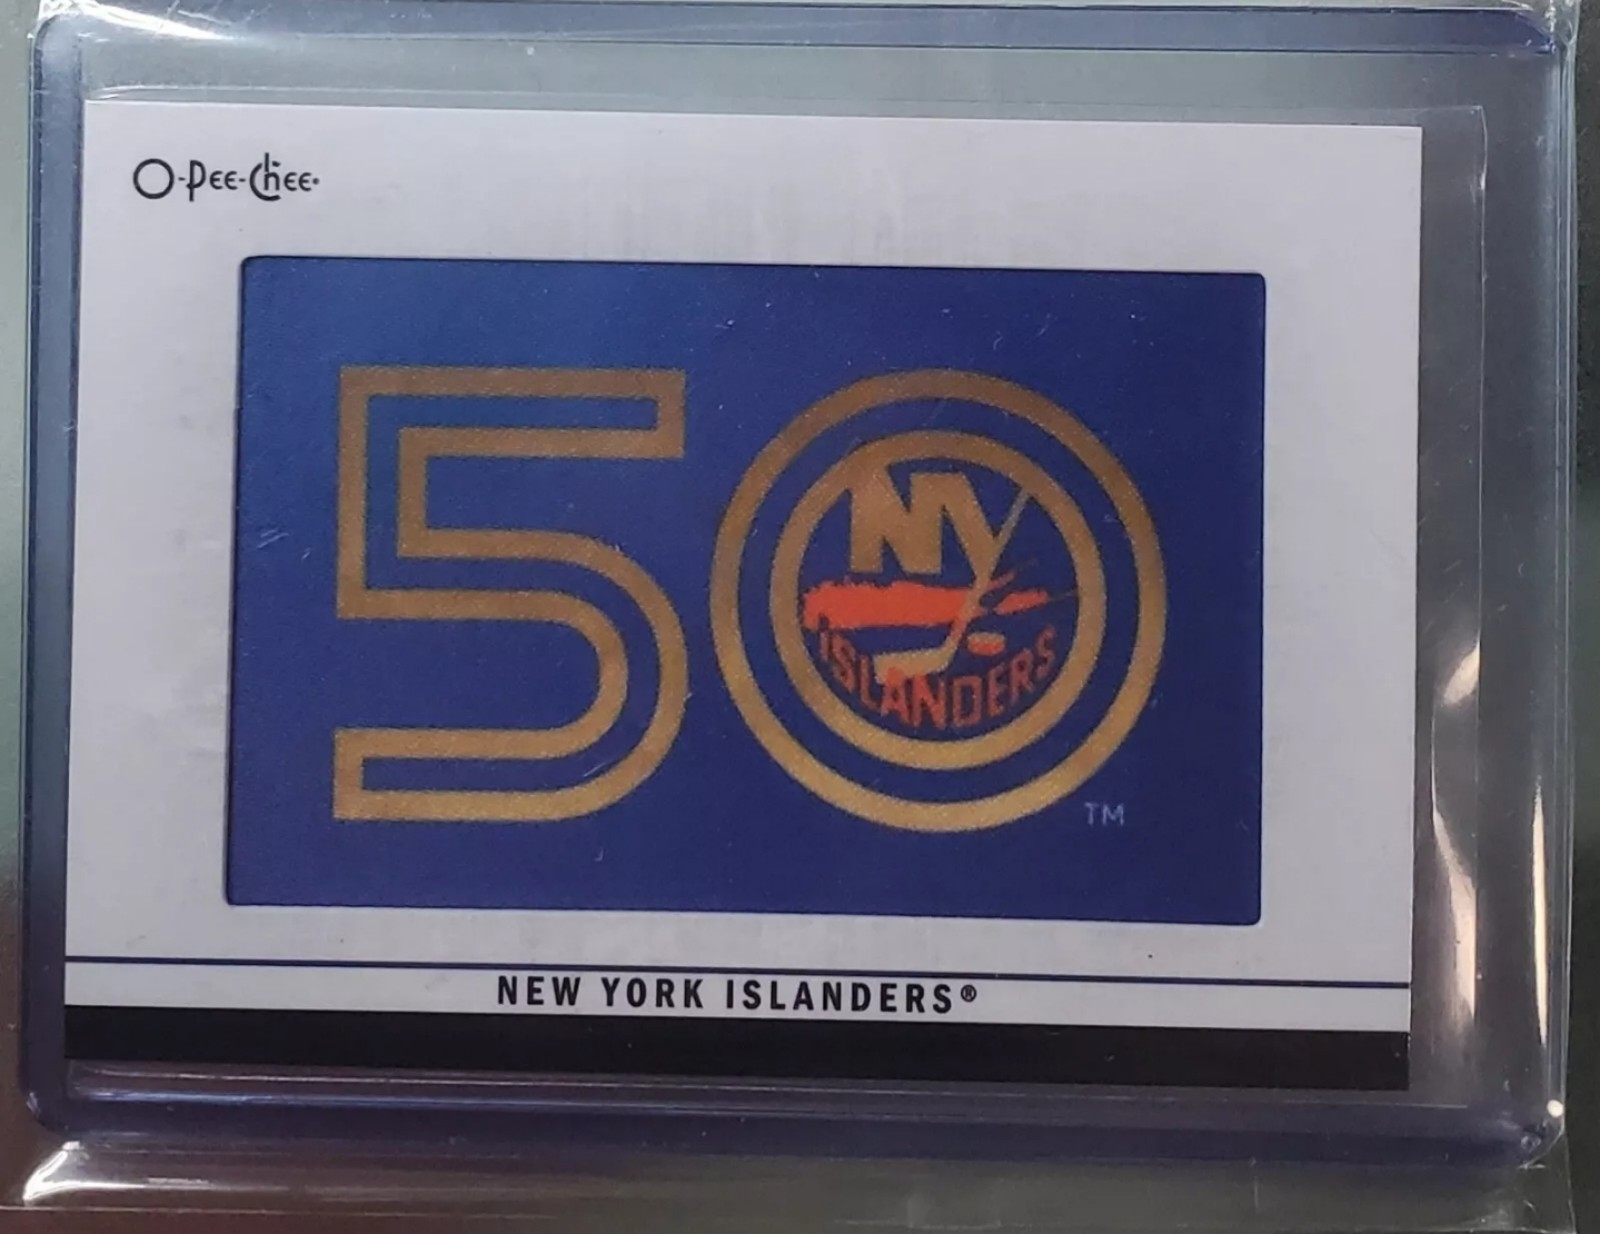 O-Pee-Chee
50
NY
ISLANDERS
TM
NEW YORK ISLANDERS®